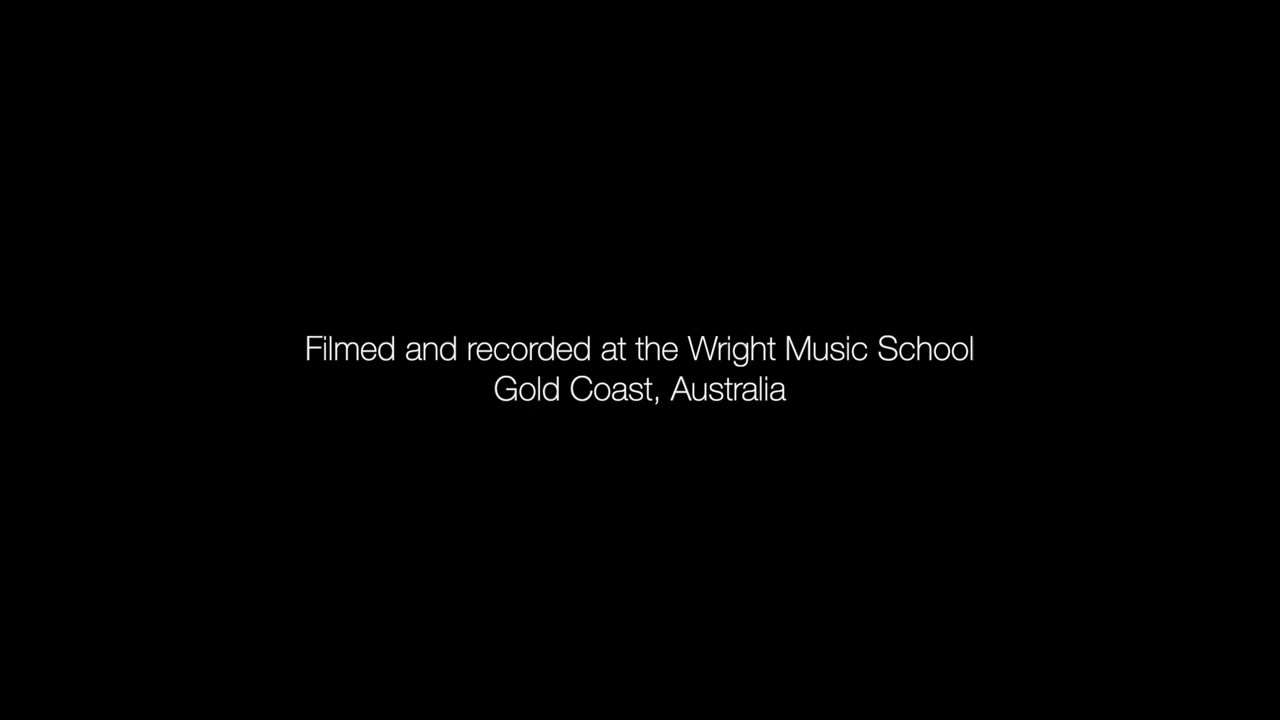 Filmed and recorded at the Wright Music School
Gold Coast, Australia